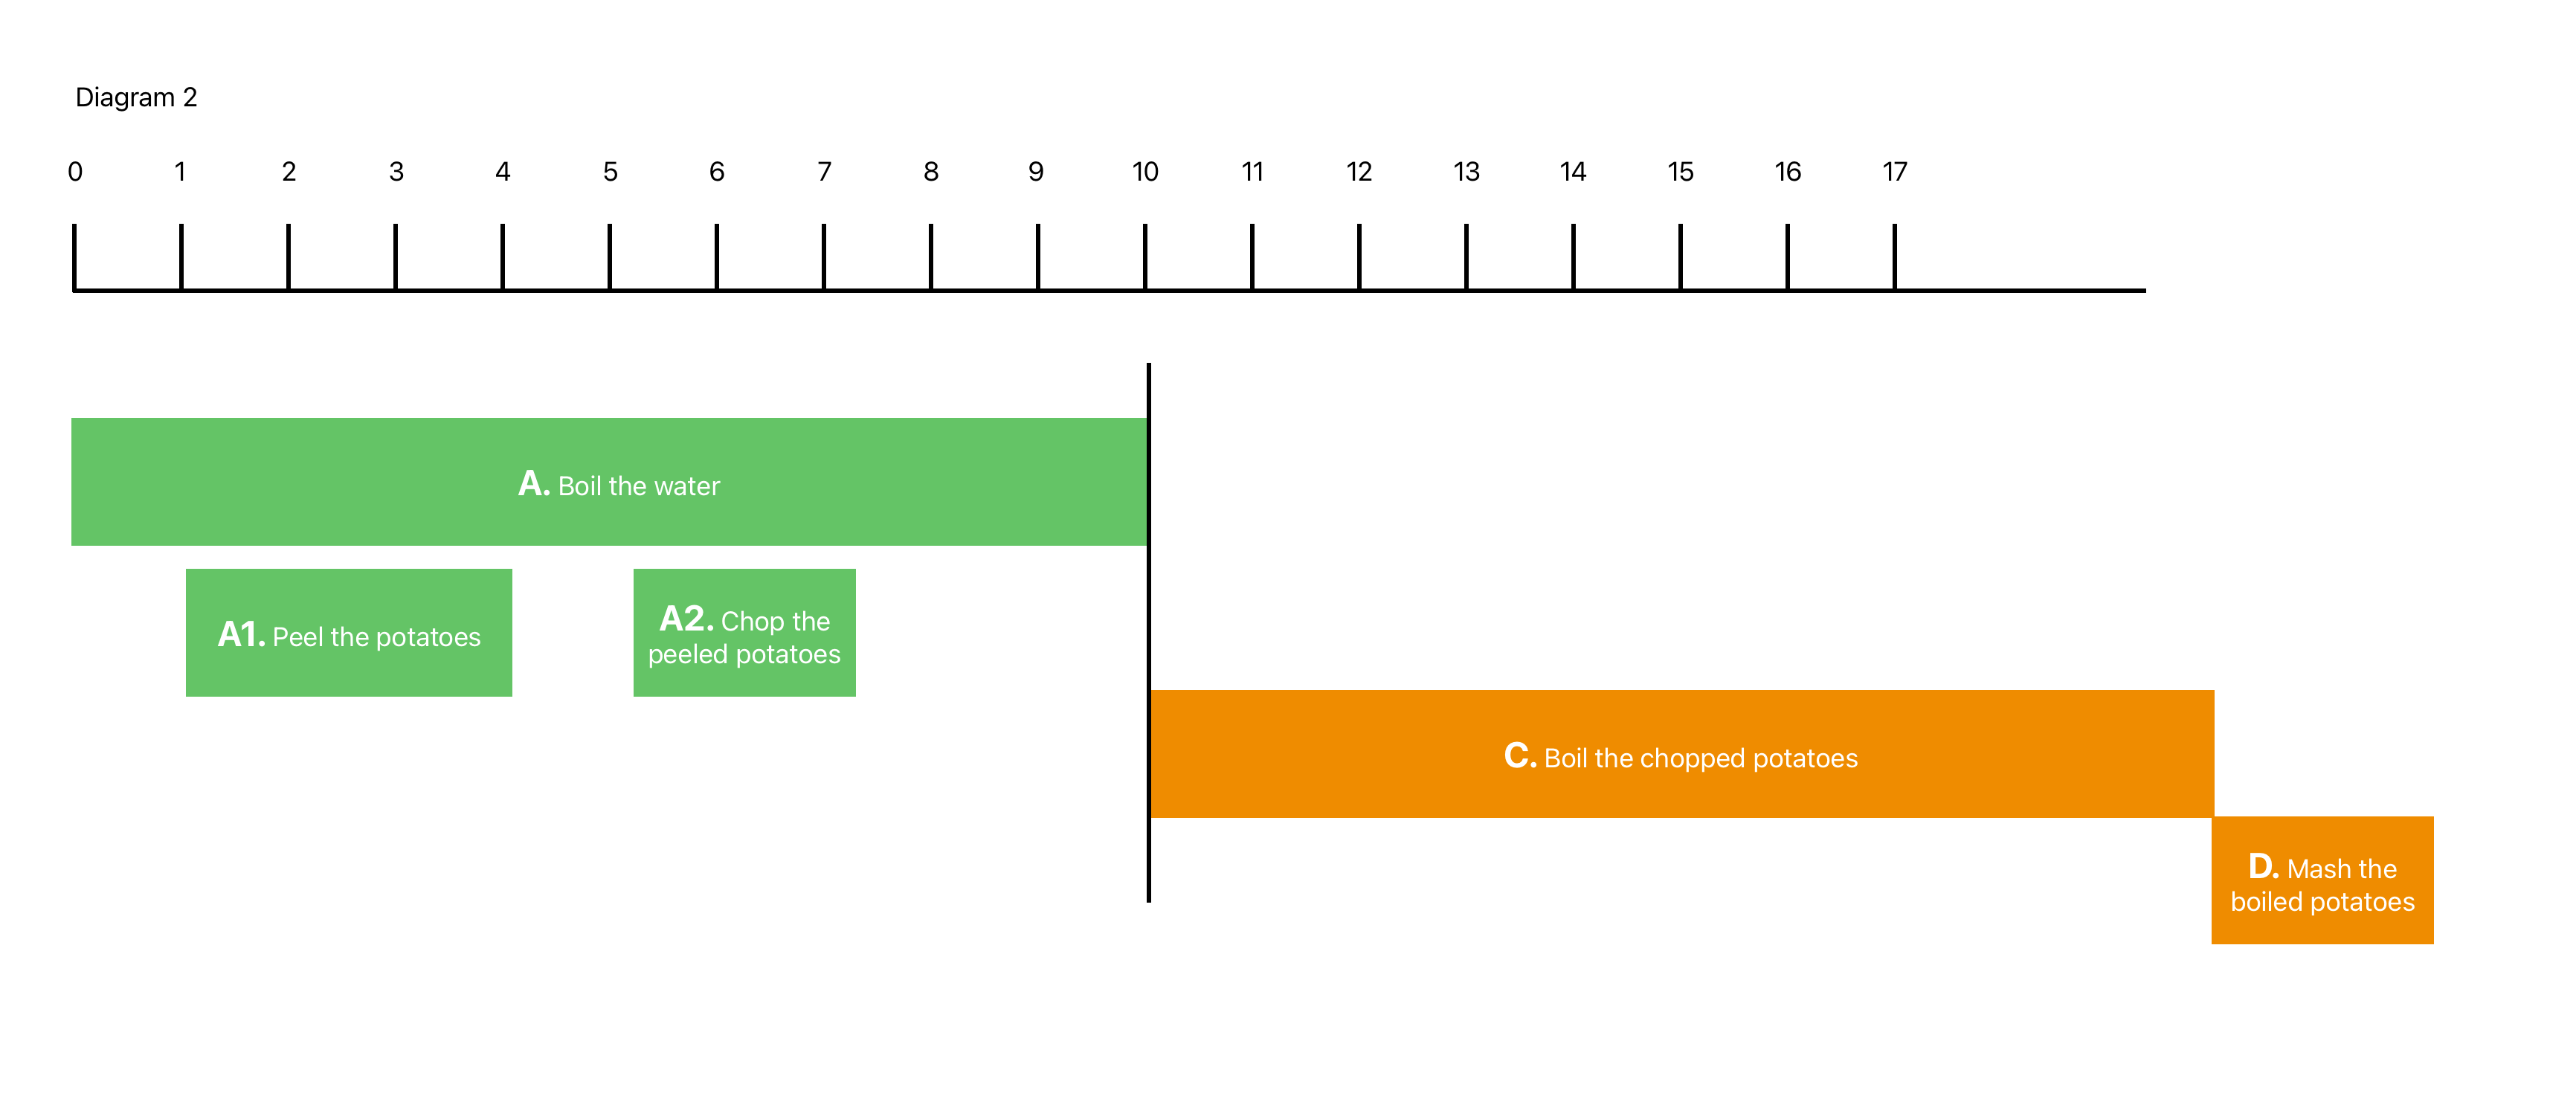 Diagram 2
0 1 2 3 4 5 6 7 8 9 10 11 12 13 14 15 16 17
A. Boil the water
A1. Peel the potatoes
A2. Chop the
peeled potatoes
C. Boil the chopped potatoes
D. Mash the
boiled potatoes